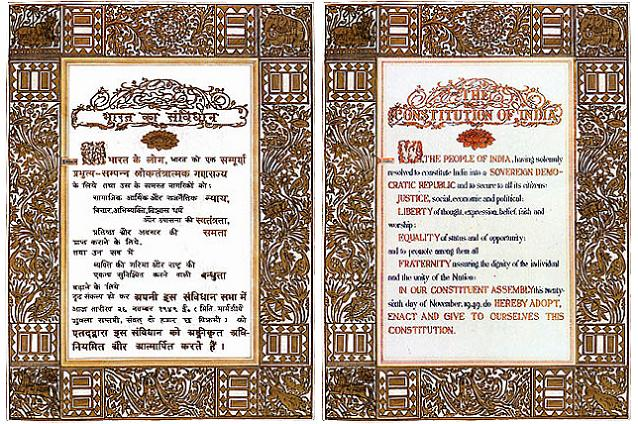 भारत का संविधान
हम भारत के लोग, भारत को एक सम्पूर्ण
प्रभुत्व-सम्पन्न लोकतंत्रात्मक गणराज्य
के लिये तथा उस के समस्त नागरिकों को:
सामाजिक आर्थिक और राजनैतिक न्याय,
विचार, अभिव्यक्ति, विश्वास धर्म
और उपासना की स्वतंत्रता,
प्रतिष्ठा और अवसर की समता
प्राप्त कराने के लिये,
तथा उन सब में
व्यक्ति की गरिमा और राष्ट्र की
एकता सुनिश्चित करने वाली बन्धुता
बढ़ाने के लिये
दृढ़ संकल्प हो कर अपनी इस संविधान सभा में
आज तारीख २६ नवम्बर १९४९ ई० (मिति मार्गशीर्ष
शुक्ला सप्तमी, संवत् दो हजार छ विक्रमी) को
एतद्द्वारा इस संविधान को अङ्गीकृत, अधि-
नियमित और आत्मार्पित करते हैं।
THE
CONSTITUTION OF INDIA
WE, THE PEOPLE OF INDIA, having solemnly
resolved to constitute India into a SOVEREIGN DEMO-
CRATIC REPUBLIC and to secure to all its citizens:
JUSTICE, social, economic and political;
LIBERTY of thought, expression, belief, faith and
worship;
EQUALITY of status and of opportunity;
and to promote among them all
FRATERNITY assuring the dignity of the individual
and the unity of the Nation;
IN OUR CONSTITUENT ASSEMBLY this twenty-
sixth day of November, 1949, do HEREBY ADOPT,
ENACT AND GIVE TO OURSELVES THIS
CONSTITUTION.